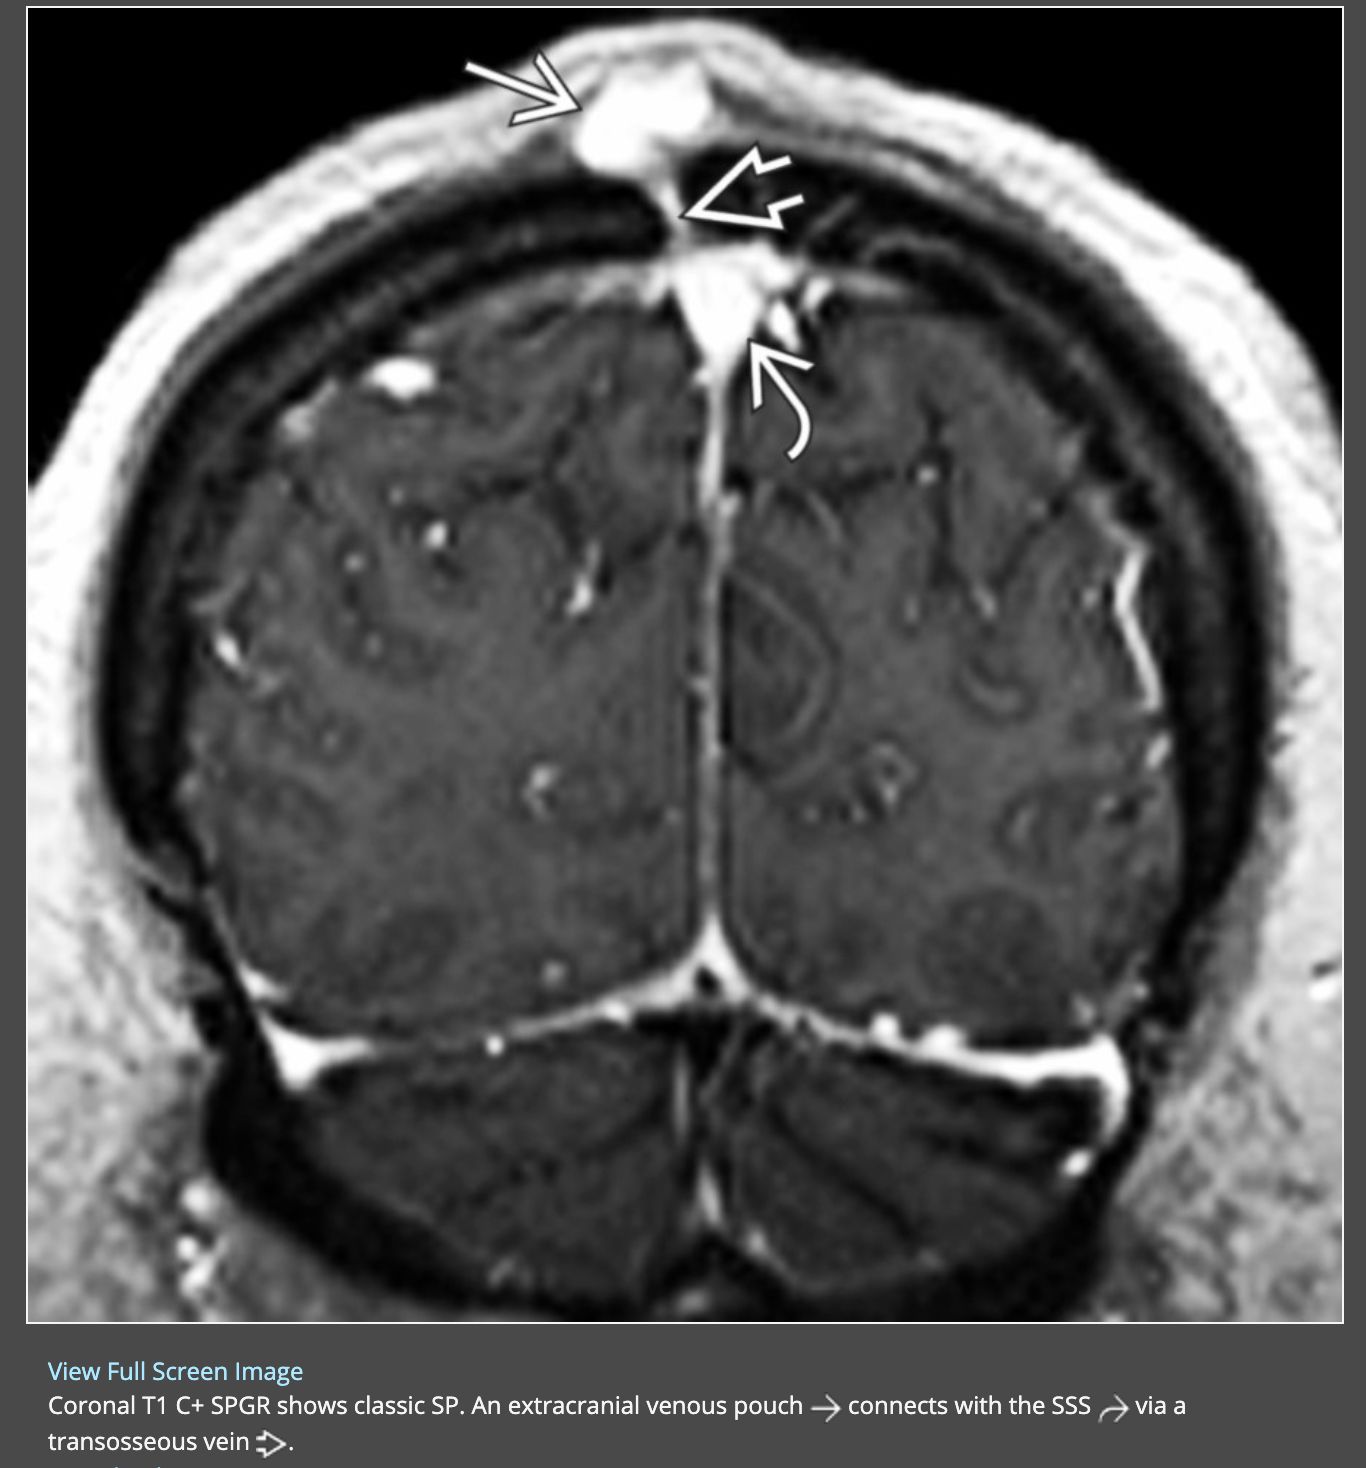 View Full Screen Image
Coronal T1 C+ SPGR shows classic SP. An extracranial venous pouch → connects with the SSS ↷ via a
transosseous vein ⇨.